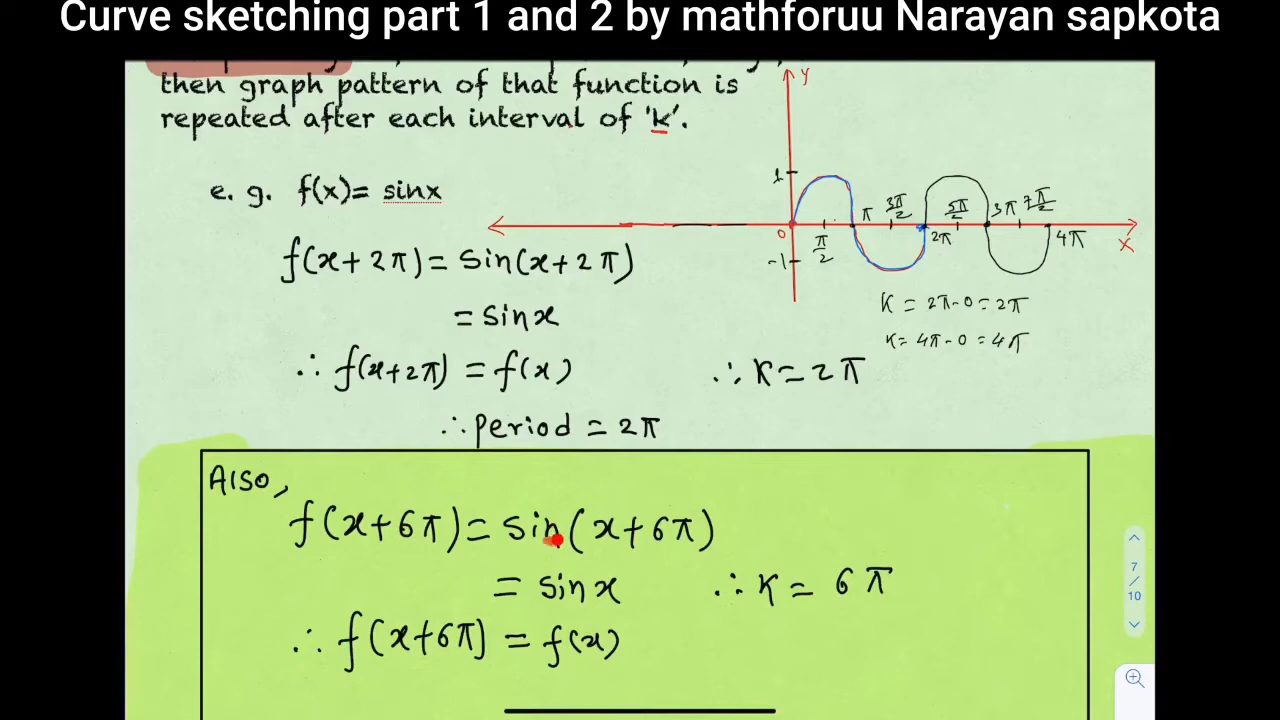 Curve sketching part 1 and 2 by mathforuu Narayan sapkota
then graph pattern of that function is
repeated after each interval of 'k'.
e. g. f(x)= sinx
f(x+2π) = sin(x+2π)
= sinx
∴ f(x+2π) = f(x) ∴ K = 2π
∴ period = 2π
Y
1
0
-1
π/2
π
3π/2
2π
5π/2
3π
7π/2
4π
X
K = 2π-0 = 2π
K = 4π-0 = 4π
Also,
f(x+6π) = sin(x+6π)
= sinx ∴ K = 6π
∴ f(x+6π) = f(x)
7
/
10